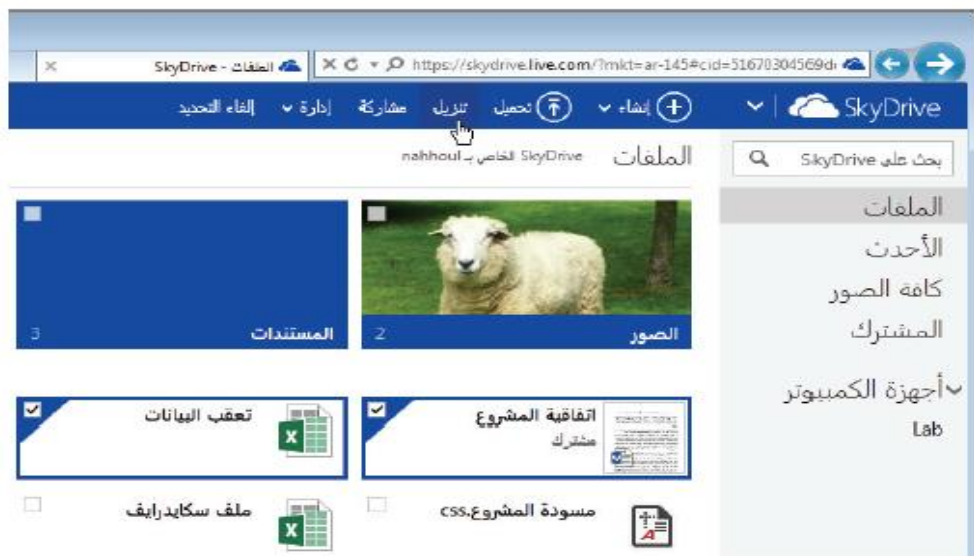 https://skydrive.live.com/?mkt=ar-145#cid=51670304569d
الملفات - SkyDrive
SkyDrive
إنشاء
تحميل
تنزيل
مشاركة
إدارة
إلغاء التحديد
بحث على SkyDrive
الملفات
الأحدث
كافة الصور
المشترك
أجهزة الكمبيوتر
Lab
الملفات
SkyDrive الخاص بـ nahhoul
الصور 2
المستندات 3
اتفاقية المشروع
مشترك
تعقب البيانات
مسودة المشروع.css
ملف سكايدرايف